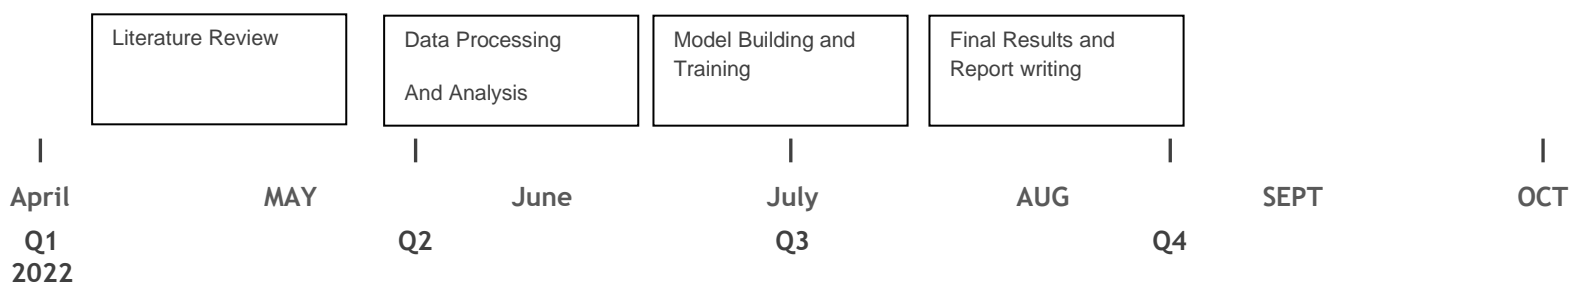 Literature Review
Data Processing
And Analysis
Model Building and
Training
Final Results and
Report writing
April
MAY
June
July
AUG
SEPT
OCT
Q1
Q2
Q3
Q4
2022